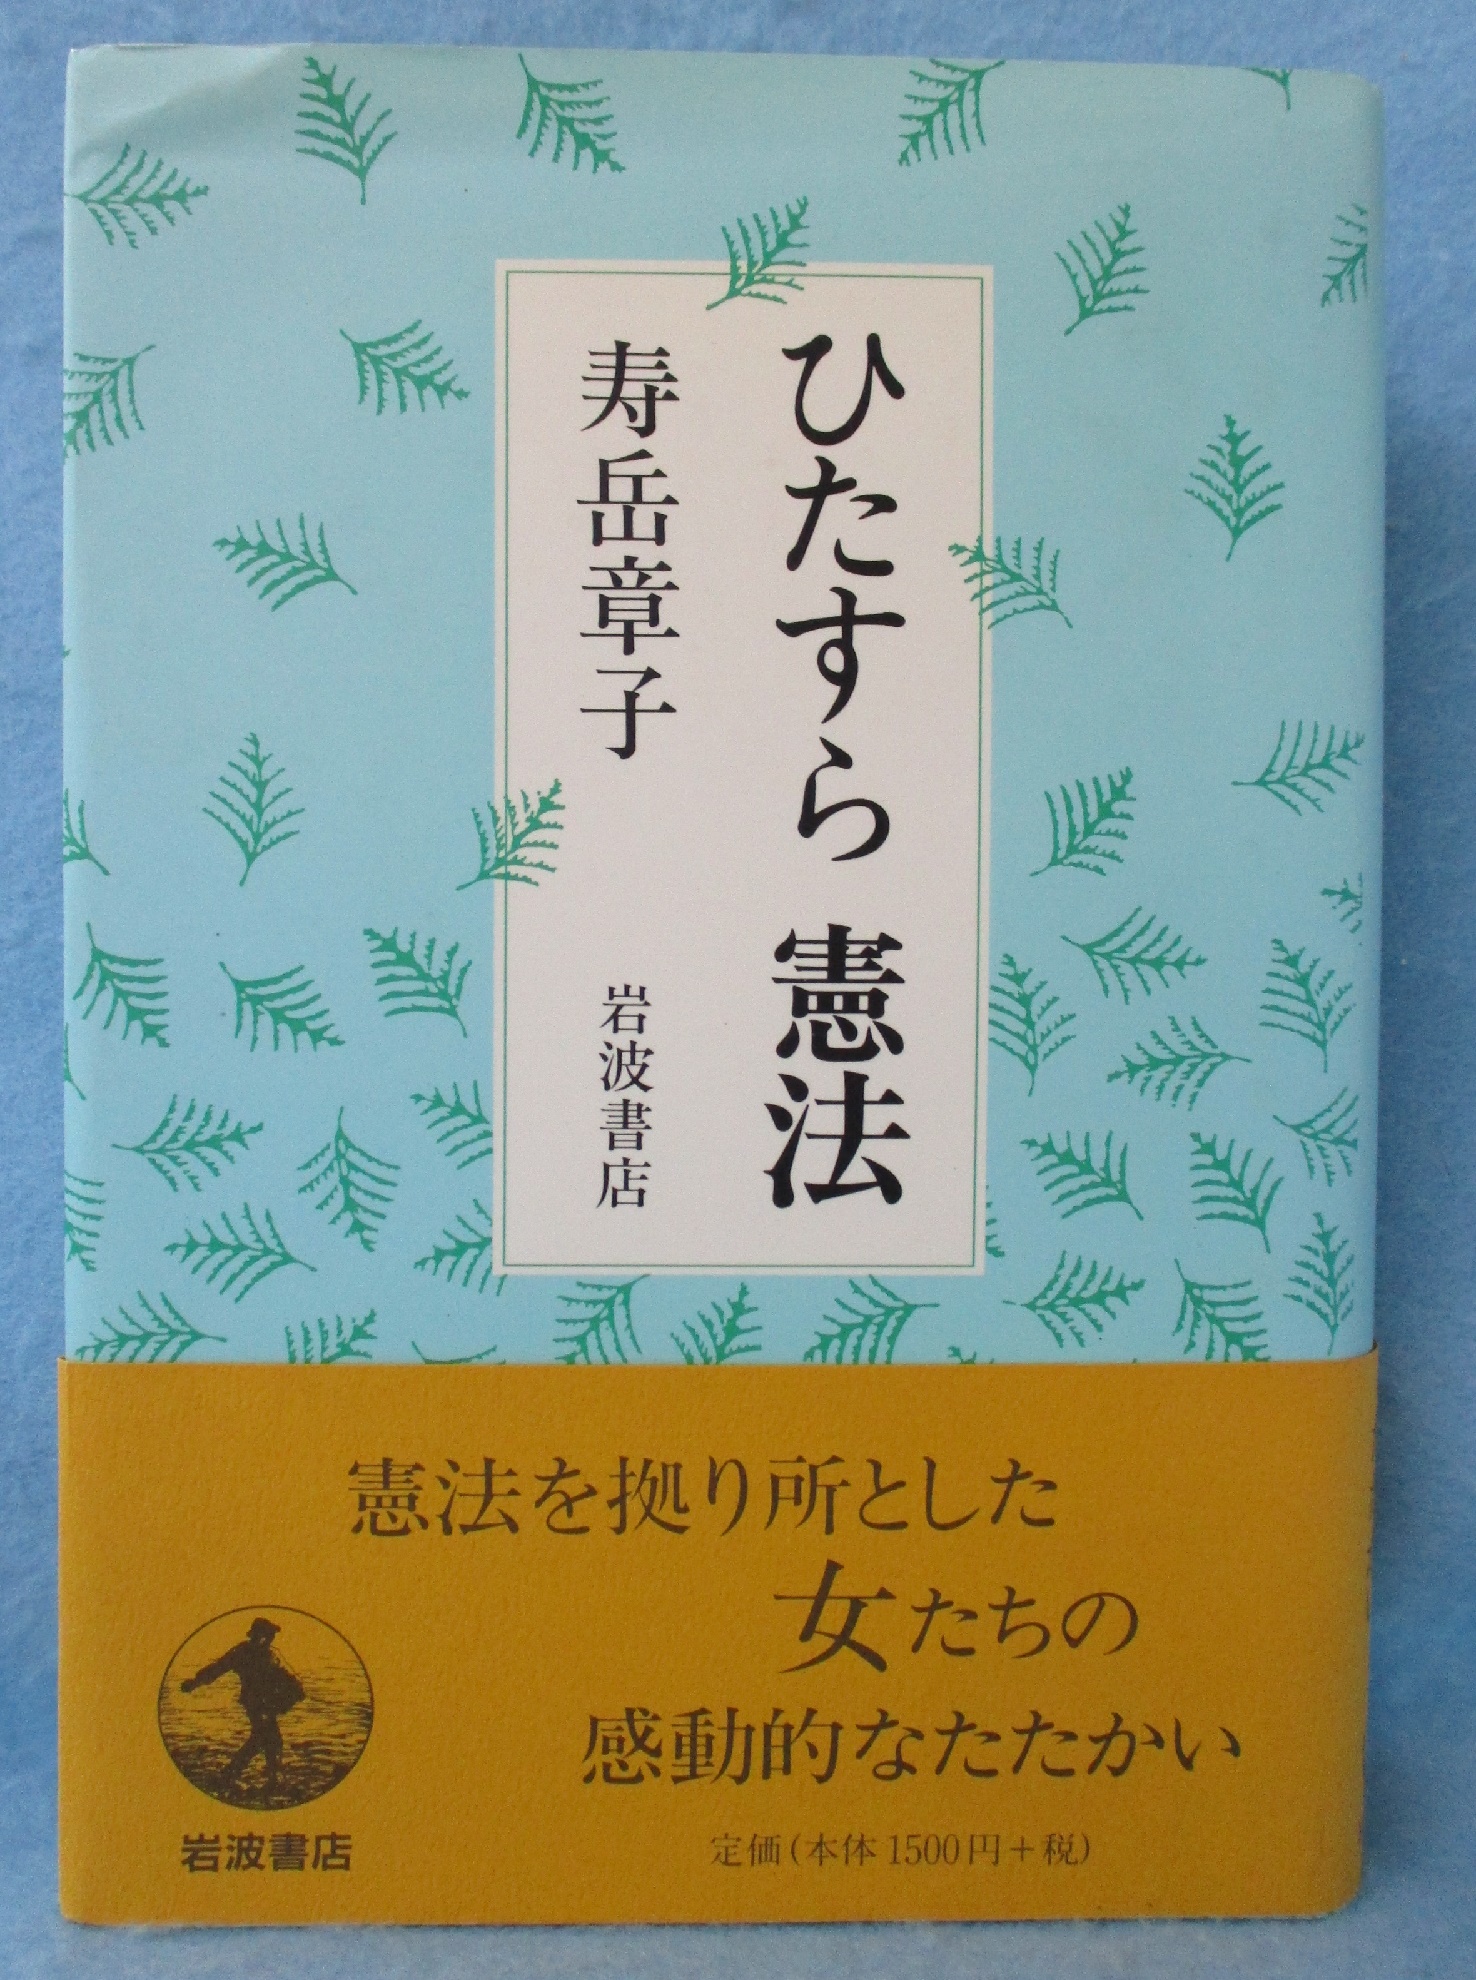 ひたすら憲法
寿岳章子
岩波書店
憲法を拠り所とした
女たちの
感動的なたたかい
定価(本体1500円+税)
岩波書店